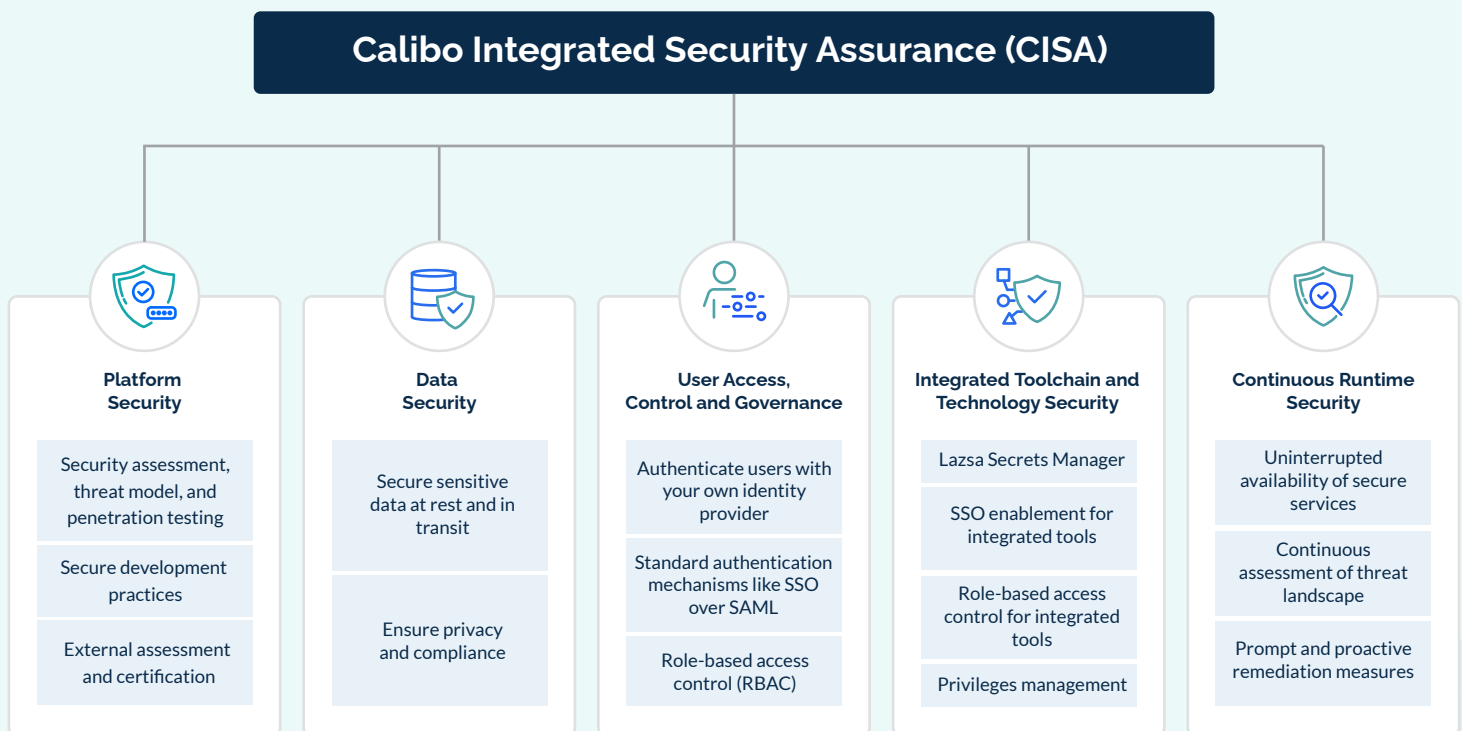 Calibo Integrated Security Assurance (CISA)
Platform
Security
Security assessment,
threat model, and
penetration testing
Secure development
practices
External assessment
and certification
Data
Security
Secure sensitive
data at rest and in
transit
Ensure privacy
and compliance
User Access,
Control and Governance
Authenticate users with
your own identity
provider
Standard authentication
mechanisms like SSO
over SAML
Role-based access
control (RBAC)
Integrated Toolchain and
Technology Security
Lazsa Secrets Manager
SSO enablement for
integrated tools
Role-based access
control for integrated
tools
Privileges management
Continuous Runtime
Security
Uninterrupted
availability of secure
services
Continuous
assessment of threat
landscape
Prompt and proactive
remediation measures